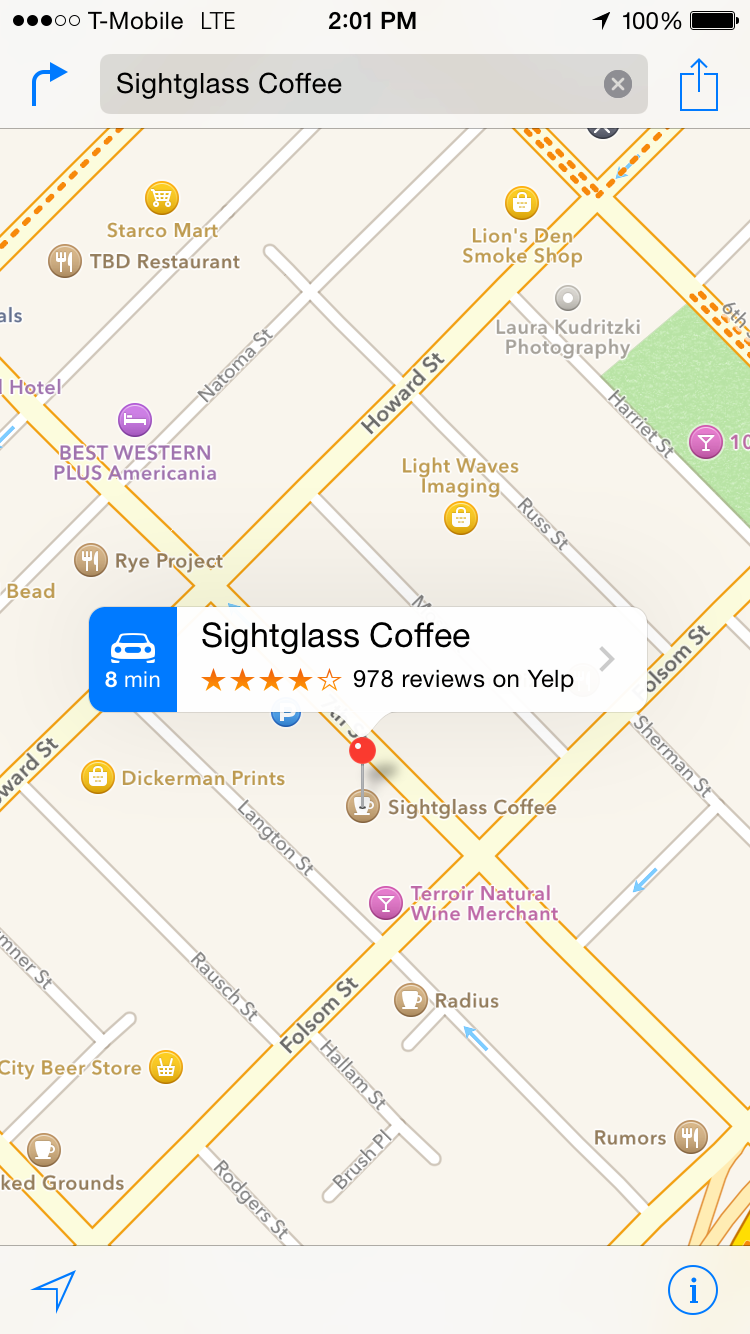 T-Mobile LTE 2:01 PM 100%
Sightglass Coffee
Starco Mart
TBD Restaurant
Lion's Den
Smoke Shop
als
Laura Kudritzki
Photography
6th
Natoma St
Howard St
Hotel
Harriet St
BEST WESTERN
PLUS Americania
10
Light Waves
Imaging
Russ St
Rye Project
Bead
Sightglass Coffee
8 min
978 reviews on Yelp
Folsom St
P
Sherman St
ward St
Dickerman Prints
Sightglass Coffee
Langton St
Terroir Natural
Wine Merchant
mner St
Rausch St
Folsom St
Radius
City Beer Store
Hallam St
Rumors
Brush Pl
ked Grounds
Rodgers St